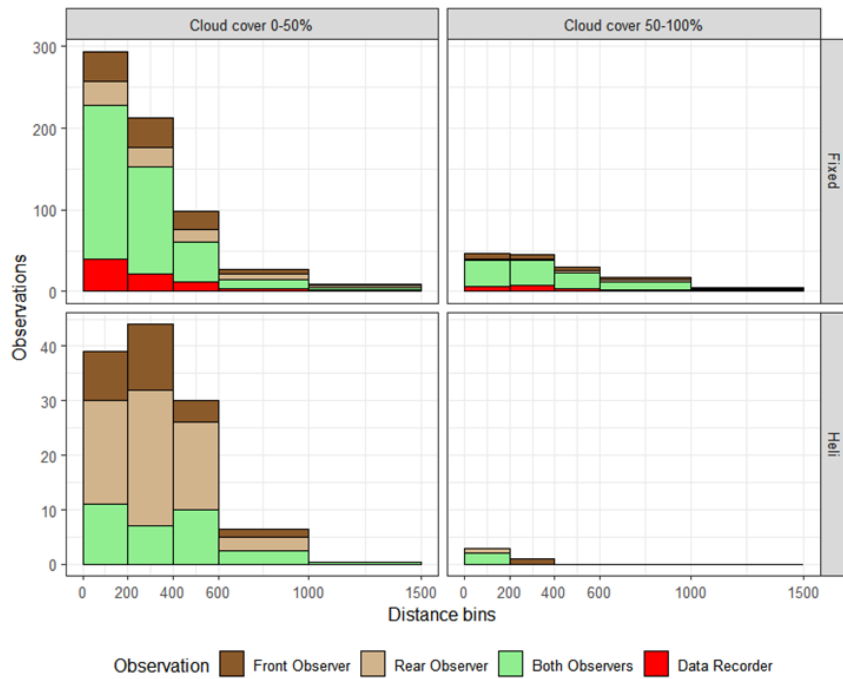 Cloud cover 0-50%
Cloud cover 50-100%
300
200
100
0
Fixed
Observations
40
30
20
10
0
Heli
0 200 400 600 1000 1500
0 200 400 600 1000 1500
Distance bins
Observation Front Observer Rear Observer Both Observers Data Recorder